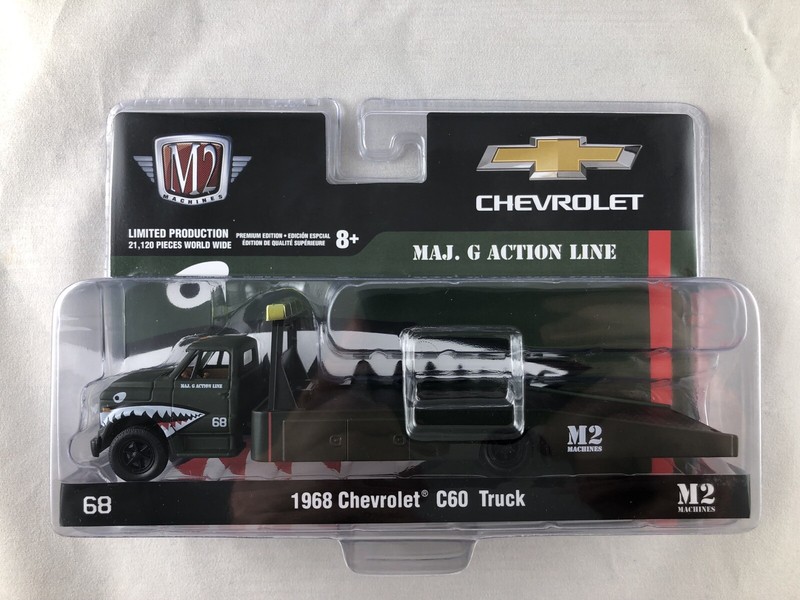 M2
MACHINES
CHEVROLET
LIMITED PRODUCTION
21,120 PIECES WORLD WIDE
PREMIUM EDITION • EDICIÓN ESPCIAL
ÉDITION DE QUALITÉ SUPÉRIEURE
8+
MAJ. G ACTION LINE
MAJ. G ACTION LINE
68
M2
MACHINES
68
1968 Chevrolet® C60 Truck
M2
MACHINES